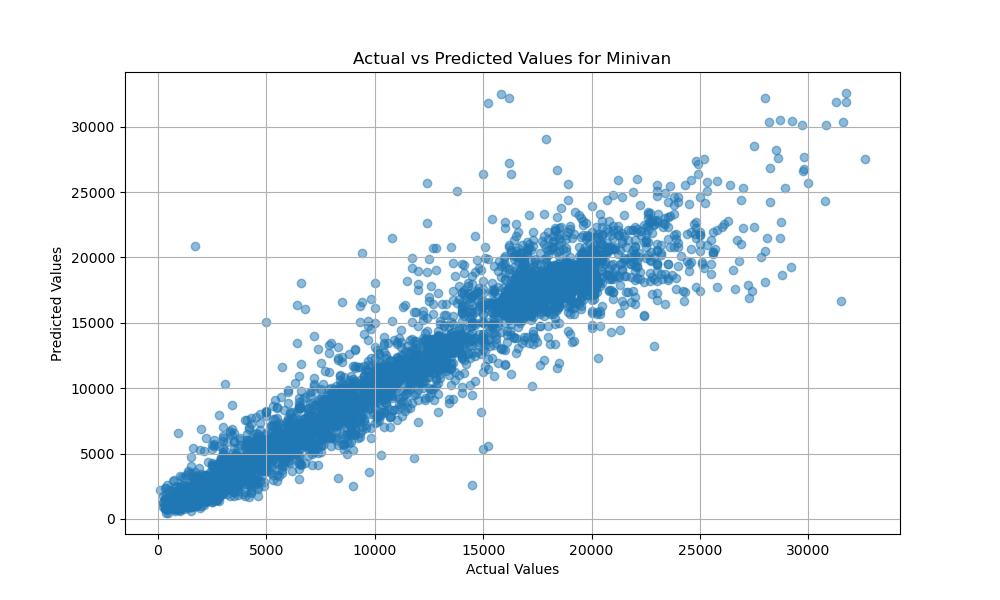 Actual vs Predicted Values for Minivan
30000
25000
20000
15000
10000
5000
0
Predicted Values
0 5000 10000 15000 20000 25000 30000
Actual Values